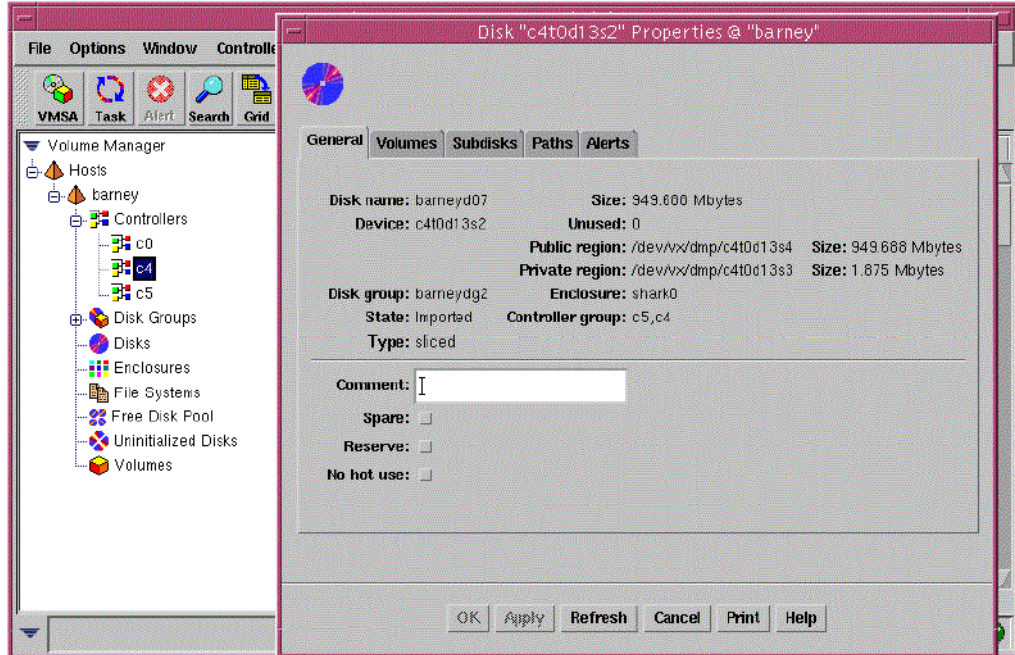 Disk "c4t0d13s2" Properties @ "barney"
File Options Window
VMSA Task Alert Search Grid
Volume Manager
Hosts
barney
Controllers
c0
c4
c5
Disk Groups
Disks
Enclosures
File Systems
Free Disk Pool
Uninitialized Disks
Volumes
General Volumes Subdisks Paths Alerts
Disk name: barneyd07 Size: 949.688 Mbytes
Device: c4t0d13s2 Unused: 0
Public region: /dev/vx/dmp/c4t0d13s4 Size: 949.688 Mbytes
Private region: /dev/vx/dmp/c4t0d13s3 Size: 1.875 Mbytes
Disk group: barneydg2 Enclosure: shark0
State: Imported Controller group: c5,c4
Type: sliced
Comment:
Spare:
Reserve:
No hot use:
OK Apply Refresh Cancel Print Help